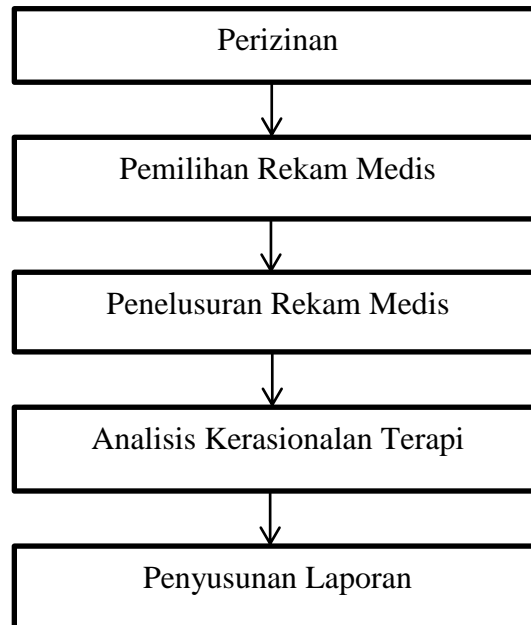 Perizinan
Pemilihan Rekam Medis
Penelusuran Rekam Medis
Analisis Kerasionalan Terapi
Penyusunan Laporan